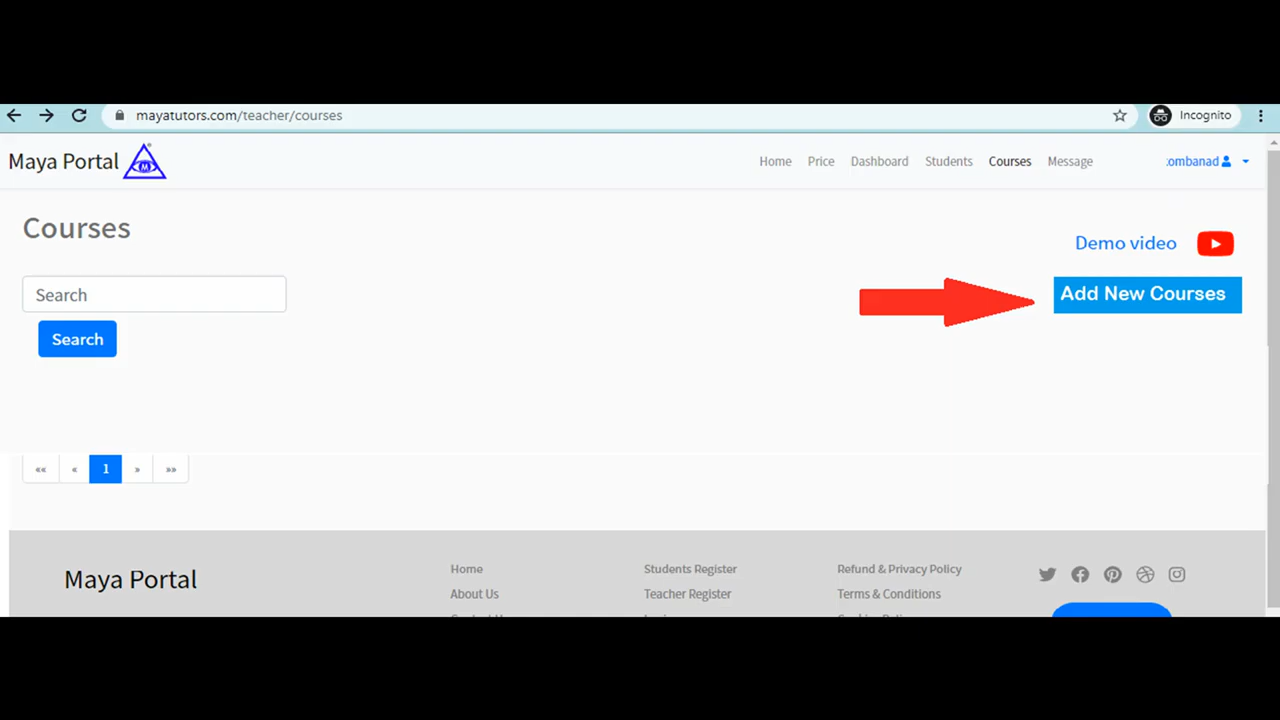 mayatutors.com/teacher/courses
Incognito
Maya Portal
M
Home Price Dashboard Students Courses Message
ombanad
Courses
Demo video
Search
Add New Courses
Search
«« « 1 » »»
Maya Portal
Home
About Us
Students Register
Teacher Register
Refund & Privacy Policy
Terms & Conditions